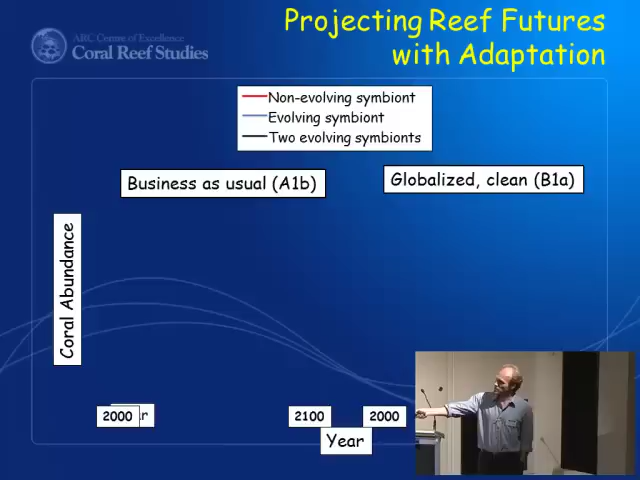 Projecting Reef Futures
with Adaptation
ARC Centre of Excellence
Coral Reef Studies
Non-evolving symbiont
Evolving symbiont
Two evolving symbionts
Business as usual (A1b)
Globalized, clean (B1a)
Coral Abundance
2000
2100
2000
Year